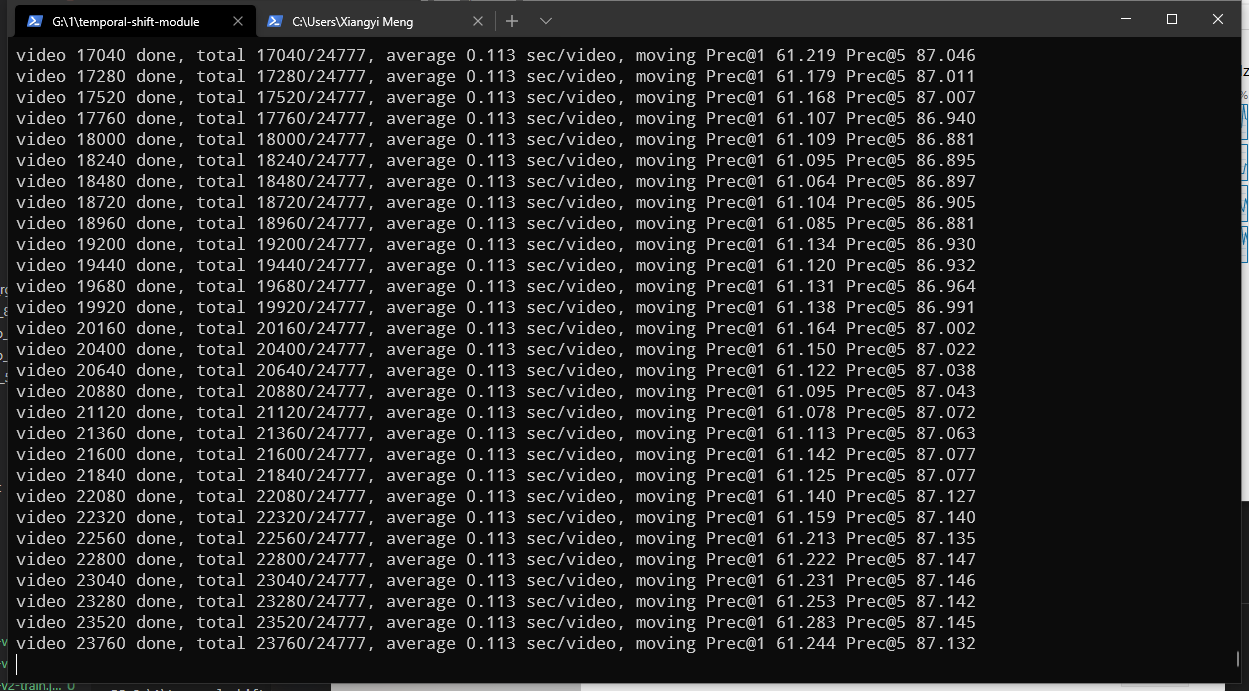 G:\1\temporal-shift-module
C:\Users\Xiangyi Meng
video 17040 done, total 17040/24777, average 0.113 sec/video, moving Prec@1 61.219 Prec@5 87.046
video 17280 done, total 17280/24777, average 0.113 sec/video, moving Prec@1 61.179 Prec@5 87.011
video 17520 done, total 17520/24777, average 0.113 sec/video, moving Prec@1 61.168 Prec@5 87.007
video 17760 done, total 17760/24777, average 0.113 sec/video, moving Prec@1 61.107 Prec@5 86.940
video 18000 done, total 18000/24777, average 0.113 sec/video, moving Prec@1 61.109 Prec@5 86.881
video 18240 done, total 18240/24777, average 0.113 sec/video, moving Prec@1 61.095 Prec@5 86.895
video 18480 done, total 18480/24777, average 0.113 sec/video, moving Prec@1 61.064 Prec@5 86.897
video 18720 done, total 18720/24777, average 0.113 sec/video, moving Prec@1 61.104 Prec@5 86.905
video 18960 done, total 18960/24777, average 0.113 sec/video, moving Prec@1 61.085 Prec@5 86.881
video 19200 done, total 19200/24777, average 0.113 sec/video, moving Prec@1 61.134 Prec@5 86.930
video 19440 done, total 19440/24777, average 0.113 sec/video, moving Prec@1 61.120 Prec@5 86.932
video 19680 done, total 19680/24777, average 0.113 sec/video, moving Prec@1 61.131 Prec@5 86.964
video 19920 done, total 19920/24777, average 0.113 sec/video, moving Prec@1 61.138 Prec@5 86.991
video 20160 done, total 20160/24777, average 0.113 sec/video, moving Prec@1 61.164 Prec@5 87.002
video 20400 done, total 20400/24777, average 0.113 sec/video, moving Prec@1 61.150 Prec@5 87.022
video 20640 done, total 20640/24777, average 0.113 sec/video, moving Prec@1 61.122 Prec@5 87.038
video 20880 done, total 20880/24777, average 0.113 sec/video, moving Prec@1 61.095 Prec@5 87.043
video 21120 done, total 21120/24777, average 0.113 sec/video, moving Prec@1 61.078 Prec@5 87.072
video 21360 done, total 21360/24777, average 0.113 sec/video, moving Prec@1 61.113 Prec@5 87.063
video 21600 done, total 21600/24777, average 0.113 sec/video, moving Prec@1 61.142 Prec@5 87.077
video 21840 done, total 21840/24777, average 0.113 sec/video, moving Prec@1 61.125 Prec@5 87.077
video 22080 done, total 22080/24777, average 0.113 sec/video, moving Prec@1 61.140 Prec@5 87.127
video 22320 done, total 22320/24777, average 0.113 sec/video, moving Prec@1 61.159 Prec@5 87.140
video 22560 done, total 22560/24777, average 0.113 sec/video, moving Prec@1 61.213 Prec@5 87.135
video 22800 done, total 22800/24777, average 0.113 sec/video, moving Prec@1 61.222 Prec@5 87.147
video 23040 done, total 23040/24777, average 0.113 sec/video, moving Prec@1 61.231 Prec@5 87.146
video 23280 done, total 23280/24777, average 0.113 sec/video, moving Prec@1 61.253 Prec@5 87.142
video 23520 done, total 23520/24777, average 0.113 sec/video, moving Prec@1 61.283 Prec@5 87.145
video 23760 done, total 23760/24777, average 0.113 sec/video, moving Prec@1 61.244 Prec@5 87.132